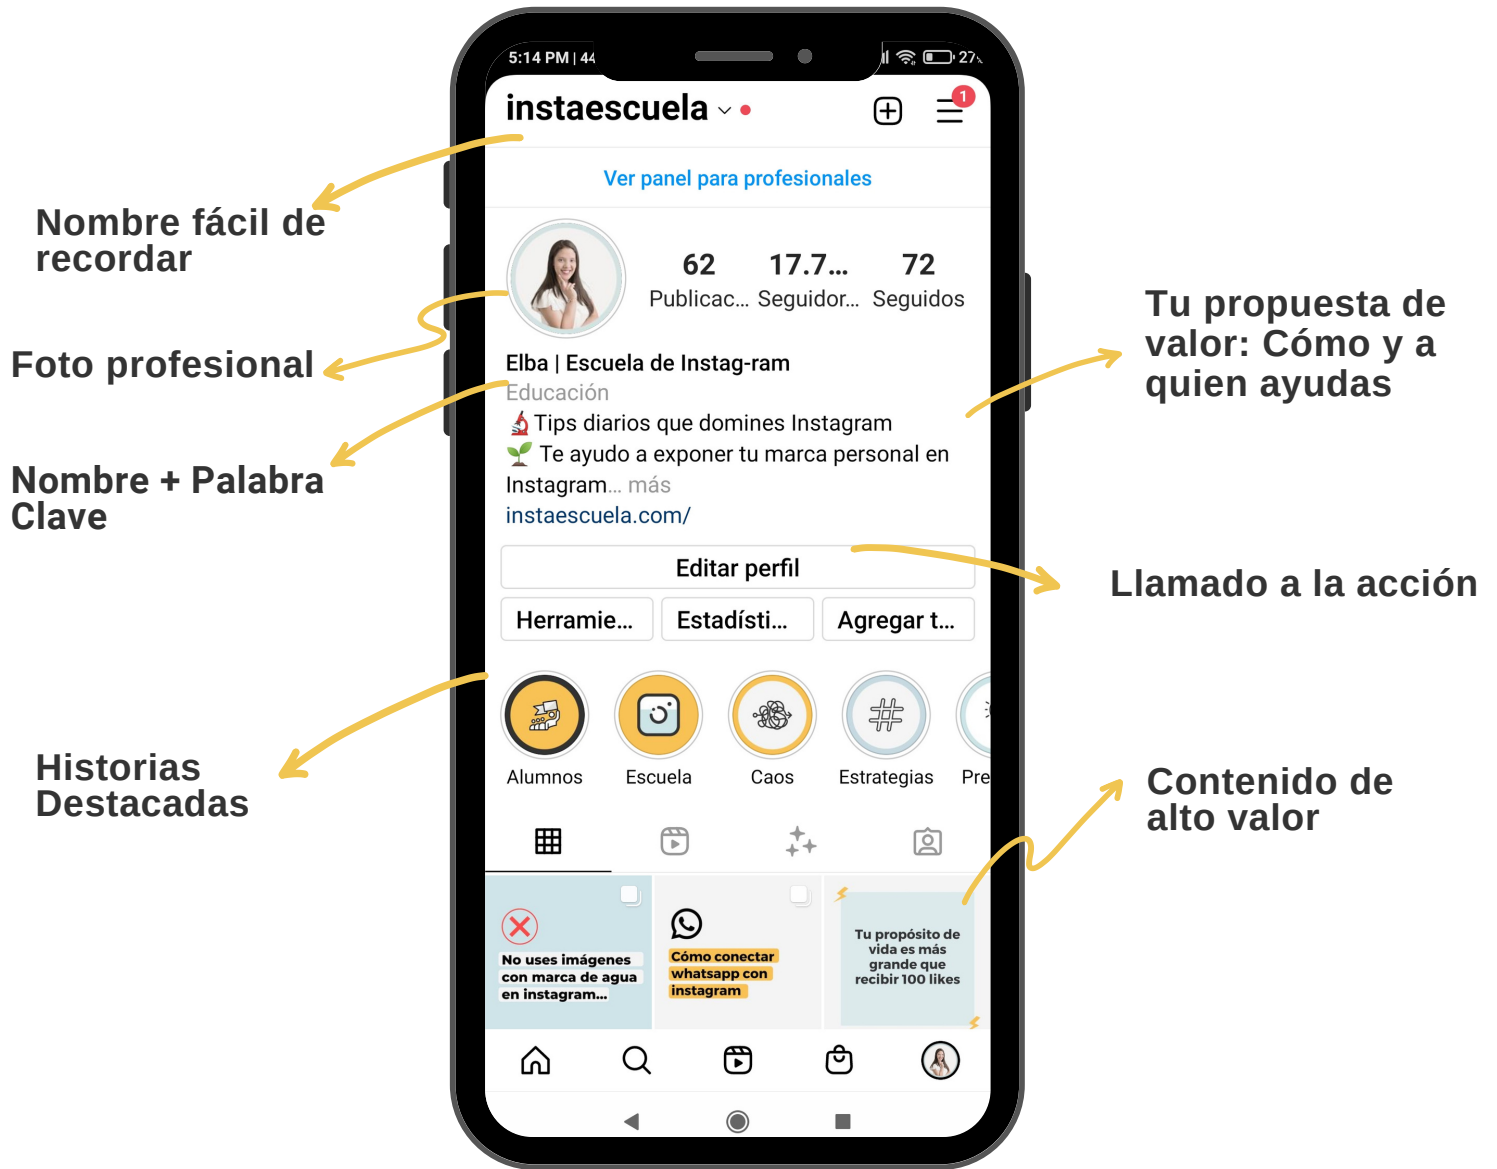 5:14 PM | 44
27%
instaescuela
1
Ver panel para profesionales
Nombre fácil de
recordar
62
17.7...
72
Publicac...
Seguidor...
Seguidos
Foto profesional
Tu propuesta de
valor: Cómo y a
quien ayudas
Elba | Escuela de Instag-ram
Educación
Tips diarios que domines Instagram
Te ayudo a exponer tu marca personal en
Instagram... más
instaescuela.com/
Nombre + Palabra
Clave
Editar perfil
Llamado a la acción
Herramie...
Estadísti...
Agregar t...
Alumnos
Escuela
Caos
Estrategias
Pre
Historias
Destacadas
Contenido de
alto valor
No uses imágenes
con marca de agua
en instagram...
Cómo conectar
whatsapp con
instagram
Tu propósito de
vida es más
grande que
recibir 100 likes